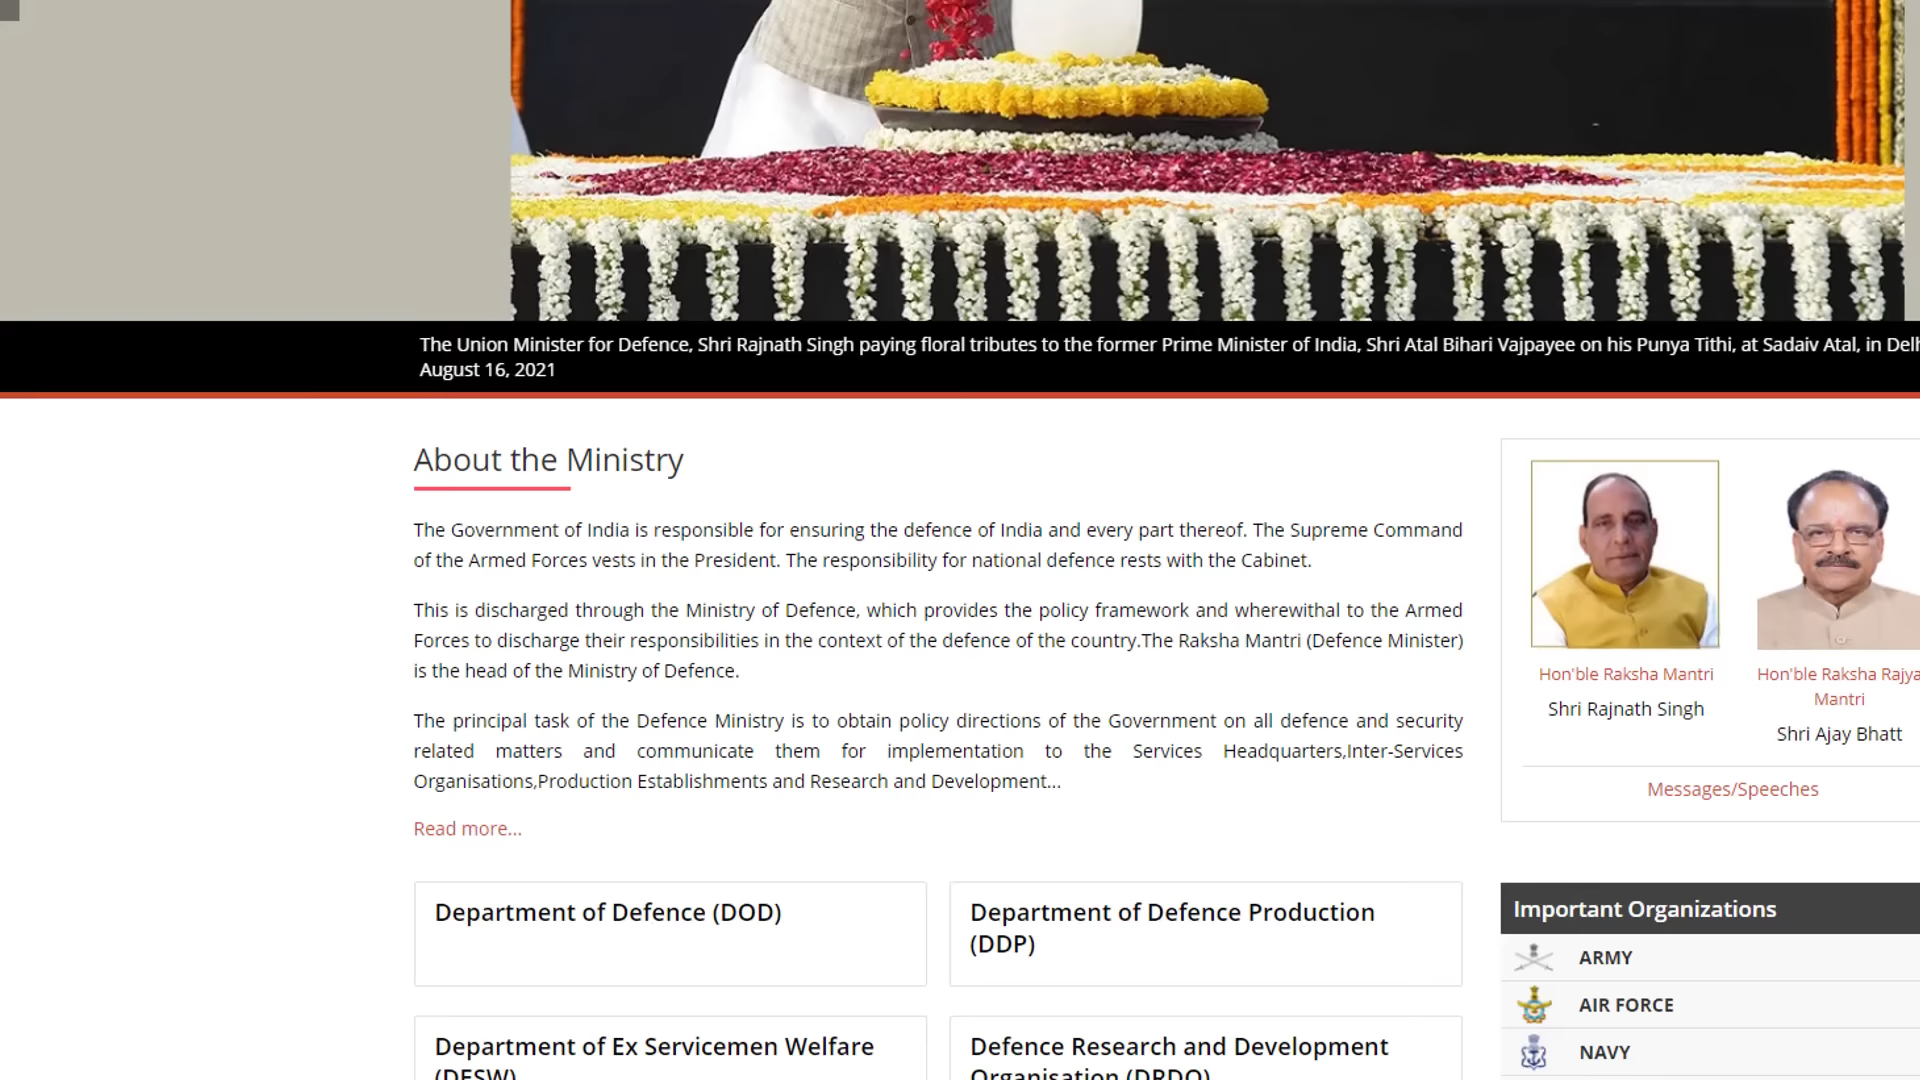 The Union Minister for Defence, Shri Rajnath Singh paying floral tributes to the former Prime Minister of India, Shri Atal Bihari Vajpayee on his Punya Tithi, at Sadaiv Atal, in
August 16, 2021
About the Ministry
The Government of India is responsible for ensuring the defence of India and every part thereof. The Supreme Command
of the Armed Forces vests in the President. The responsibility for national defence rests with the Cabinet.
This is discharged through the Ministry of Defence, which provides the policy framework and wherewithal to the Armed
Forces to discharge their responsibilities in the context of the defence of the country.The Raksha Mantri (Defence Minister)
is the head of the Ministry of Defence.
The principal task of the Defence Ministry is to obtain policy directions of the Government on all defence and security
related matters and communicate them for implementation to the Services Headquarters,Inter-Services
Organisations,Production Establishments and Research and Development...
Read more...
Hon'ble Raksha Mantri
Shri Rajnath Singh
Hon'ble Raksha Rajya
Mantri
Shri Ajay Bhatt
Messages/Speeches
Department of Defence (DOD)
Department of Defence Production
(DDP)
Department of Ex Servicemen Welfare
(DESW)
Defence Research and Development
Organisation (DRDO)
Important Organizations
ARMY
AIR FORCE
NAVY